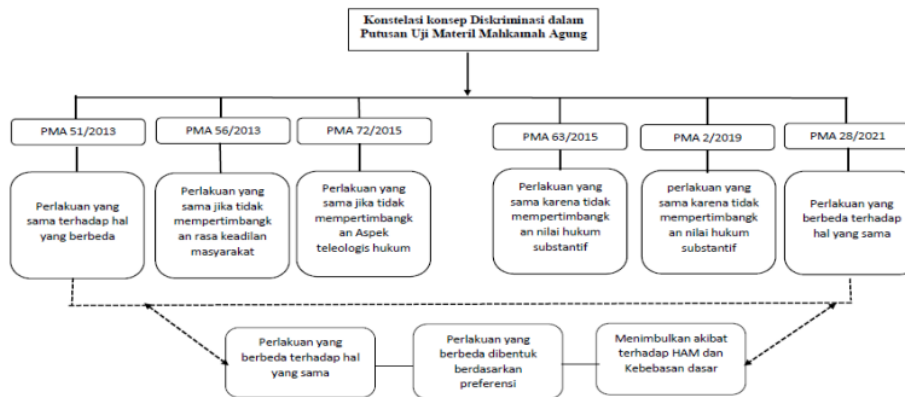 Konstelasi konsep Diskriminasi dalam
Putusan Uji Materil Mahkamah Agung
PMA 51/2013
PMA 56/2013
PMA 72/2015
PMA 63/2015
PMA 2/2019
PMA 28/2021
Perlakuan yang
sama terhadap hal
yang berbeda
Perlakuan yang
sama jika tidak
mempertimbangk
an rasa keadilan
masyarakat
Perlakuan yang
sama jika tidak
mempertimbangk
an Aspek
teleologis hukum
Perlakuan yang
sama karena tidak
mempertimbangk
an nilai hukum
substantif
perlakuan yang
sama karena tidak
mempertimbangk
an nilai hukum
substantif
Perlakuan yang
berbeda terhadap
hal yang sama
Perlakuan yang
berbeda terhadap hal
yang sama
Perlakuan yang
berbeda dibentuk
berdasarkan
preferensi
Menimbulkan akibat
terhadap HAM dan
Kebebasan dasar